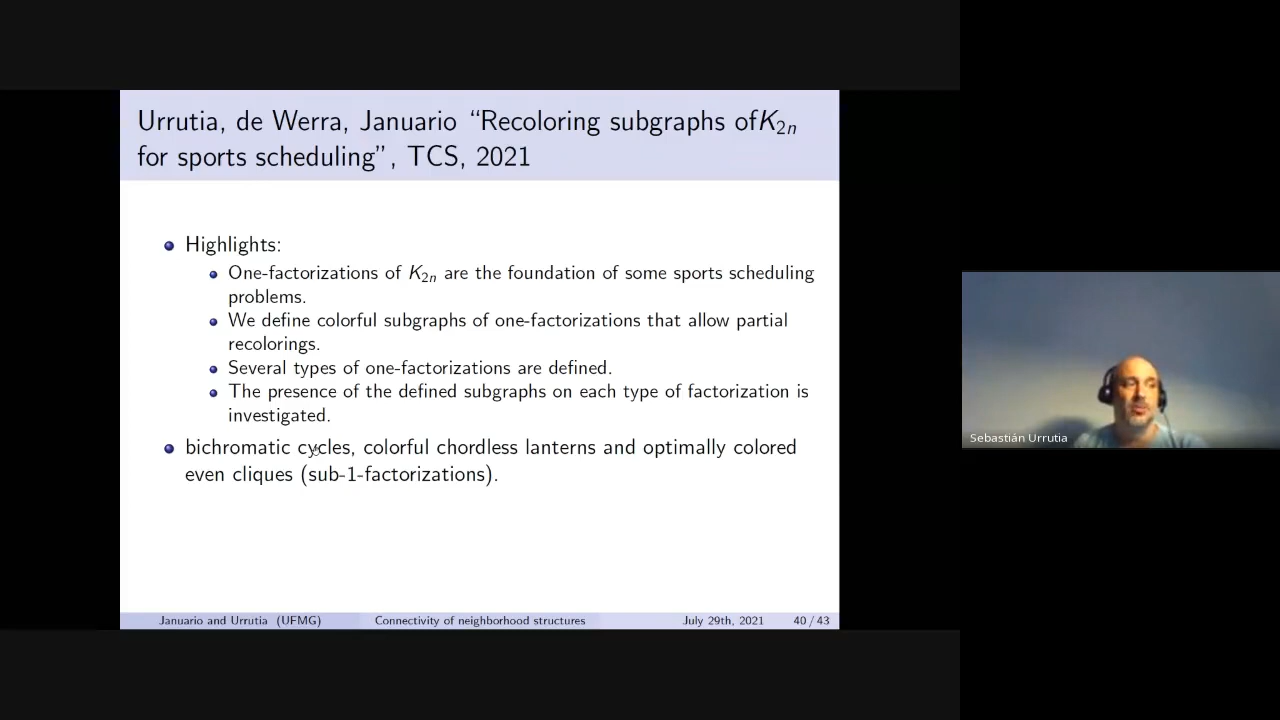 Urrutia, de Werra, Januario “Recoloring subgraphs ofK2n
for sports scheduling”, TCS, 2021
Highlights:
One-factorizations of K2n are the foundation of some sports scheduling
problems.
We define colorful subgraphs of one-factorizations that allow partial
recolorings.
Several types of one-factorizations are defined.
The presence of the defined subgraphs on each type of factorization is
investigated.
bichromatic cycles, colorful chordless lanterns and optimally colored
even cliques (sub-1-factorizations).
Sebastián Urrutia
Januario and Urrutia (UFMG) Connectivity of neighborhood structures July 29th, 2021 40 / 43